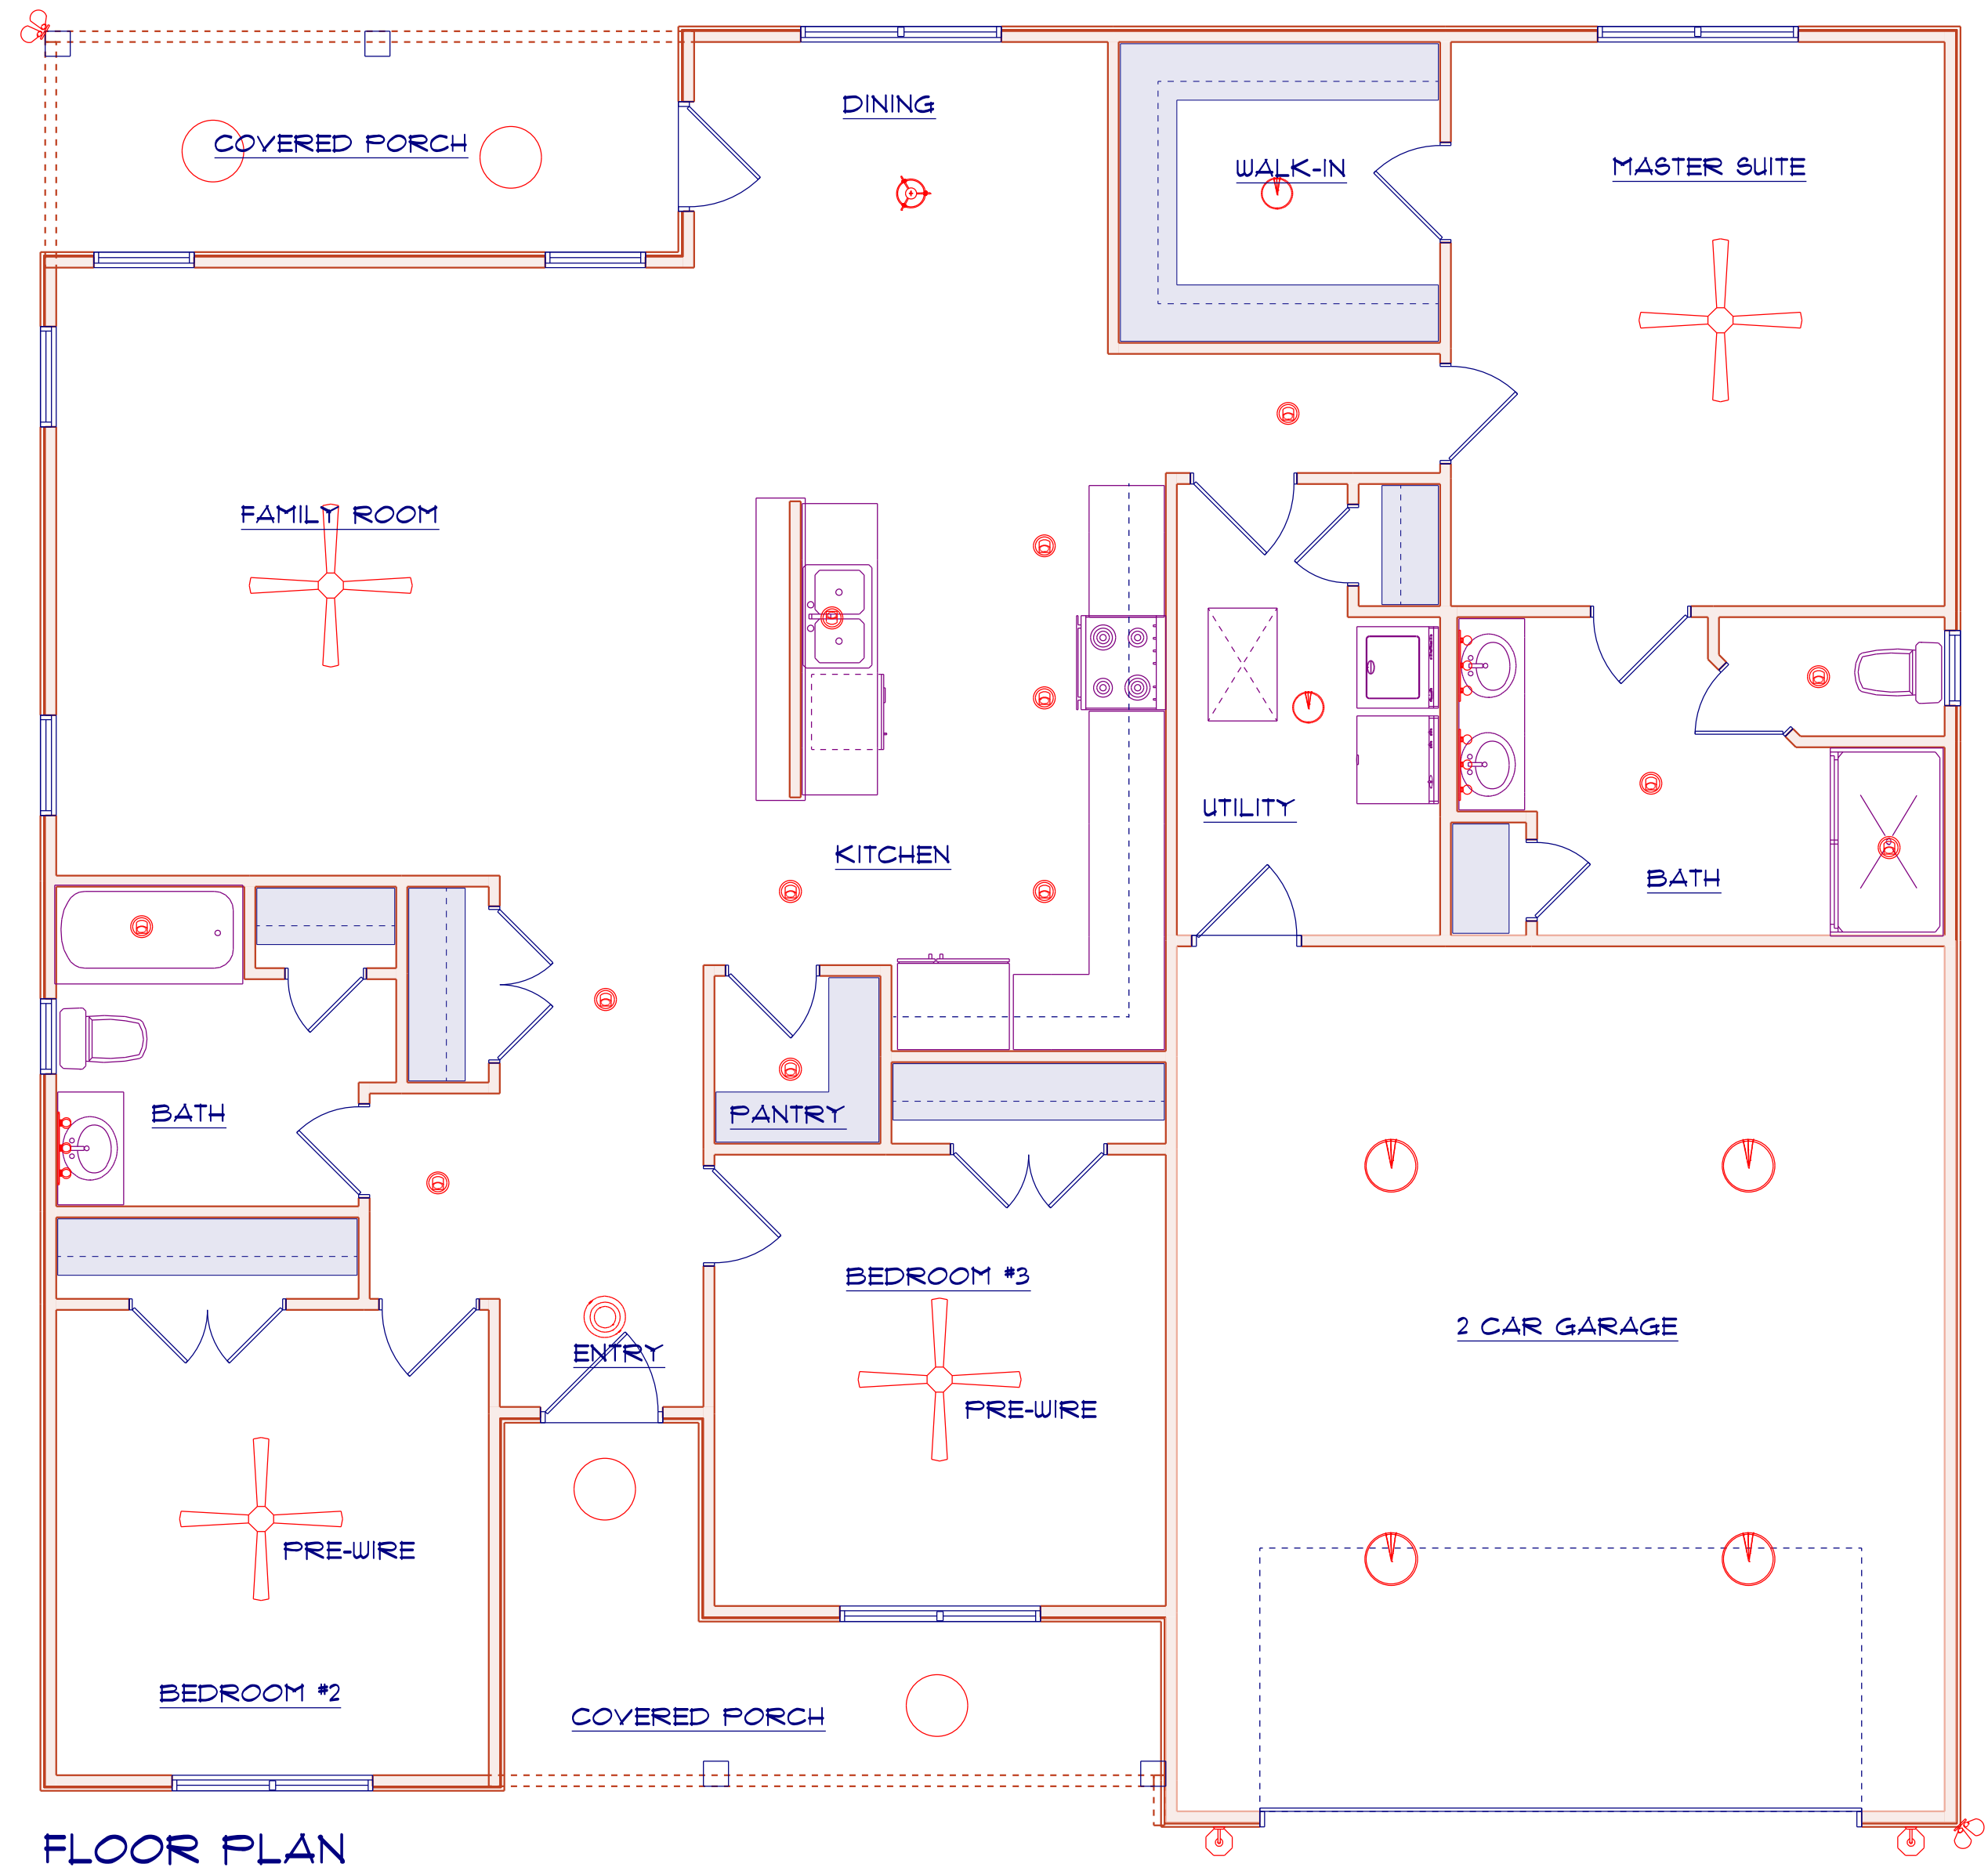 DINING
COVERED PORCH
WALK-IN
MASTER SUITE
FAMILY ROOM
UTILITY
KITCHEN
BATH
BATH
PANTRY
BEDROOM #3
2 CAR GARAGE
ENTRY
PRE-WIRE
PRE-WIRE
BEDROOM #2
COVERED PORCH
FLOOR PLAN